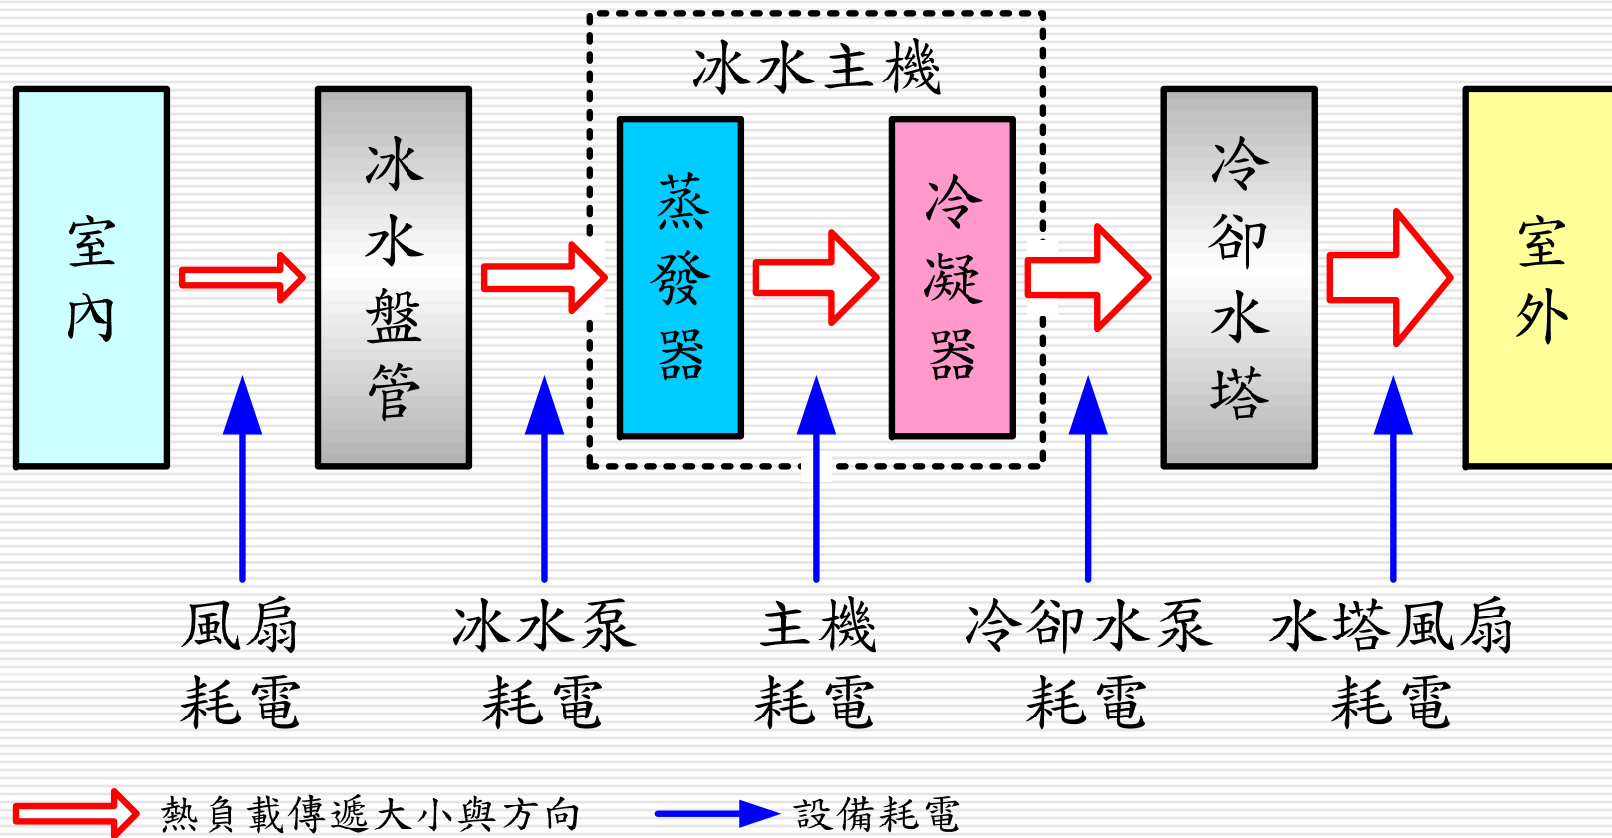 冰水主機
室內
冰水盤管
蒸發器
冷凝器
冷卻水塔
室外
風扇
耗電
冰水泵
耗電
主機
耗電
冷卻水泵
耗電
水塔風扇
耗電
熱負載傳遞大小與方向
設備耗電